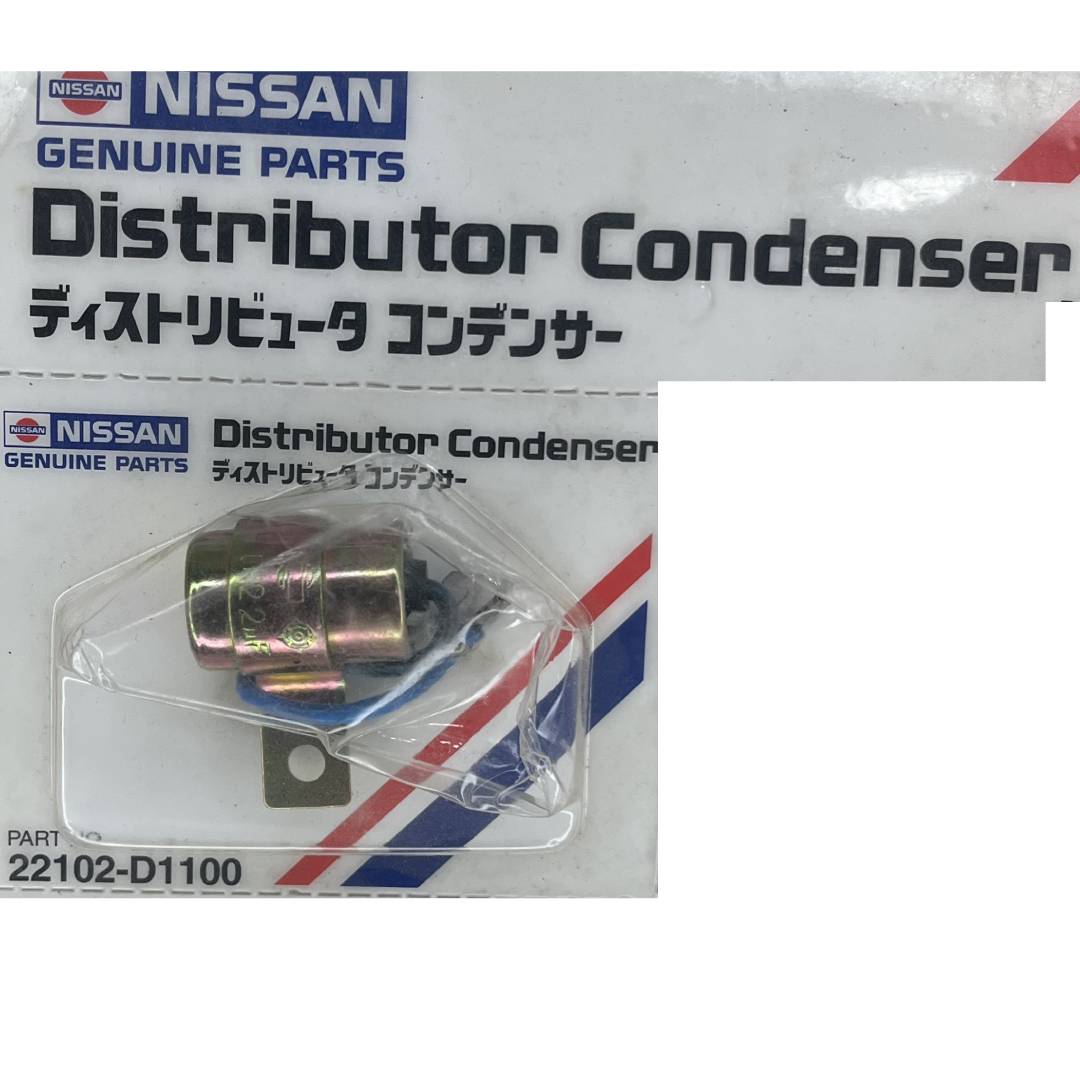 NISSAN NISSAN
GENUINE PARTS
Distributor Condenser
ディストリビュータ コンデンサー
NISSAN NISSAN
GENUINE PARTS
Distributor Condenser
ディストリビュータ コンデンサー
22μF
PART NO
22102-D1100